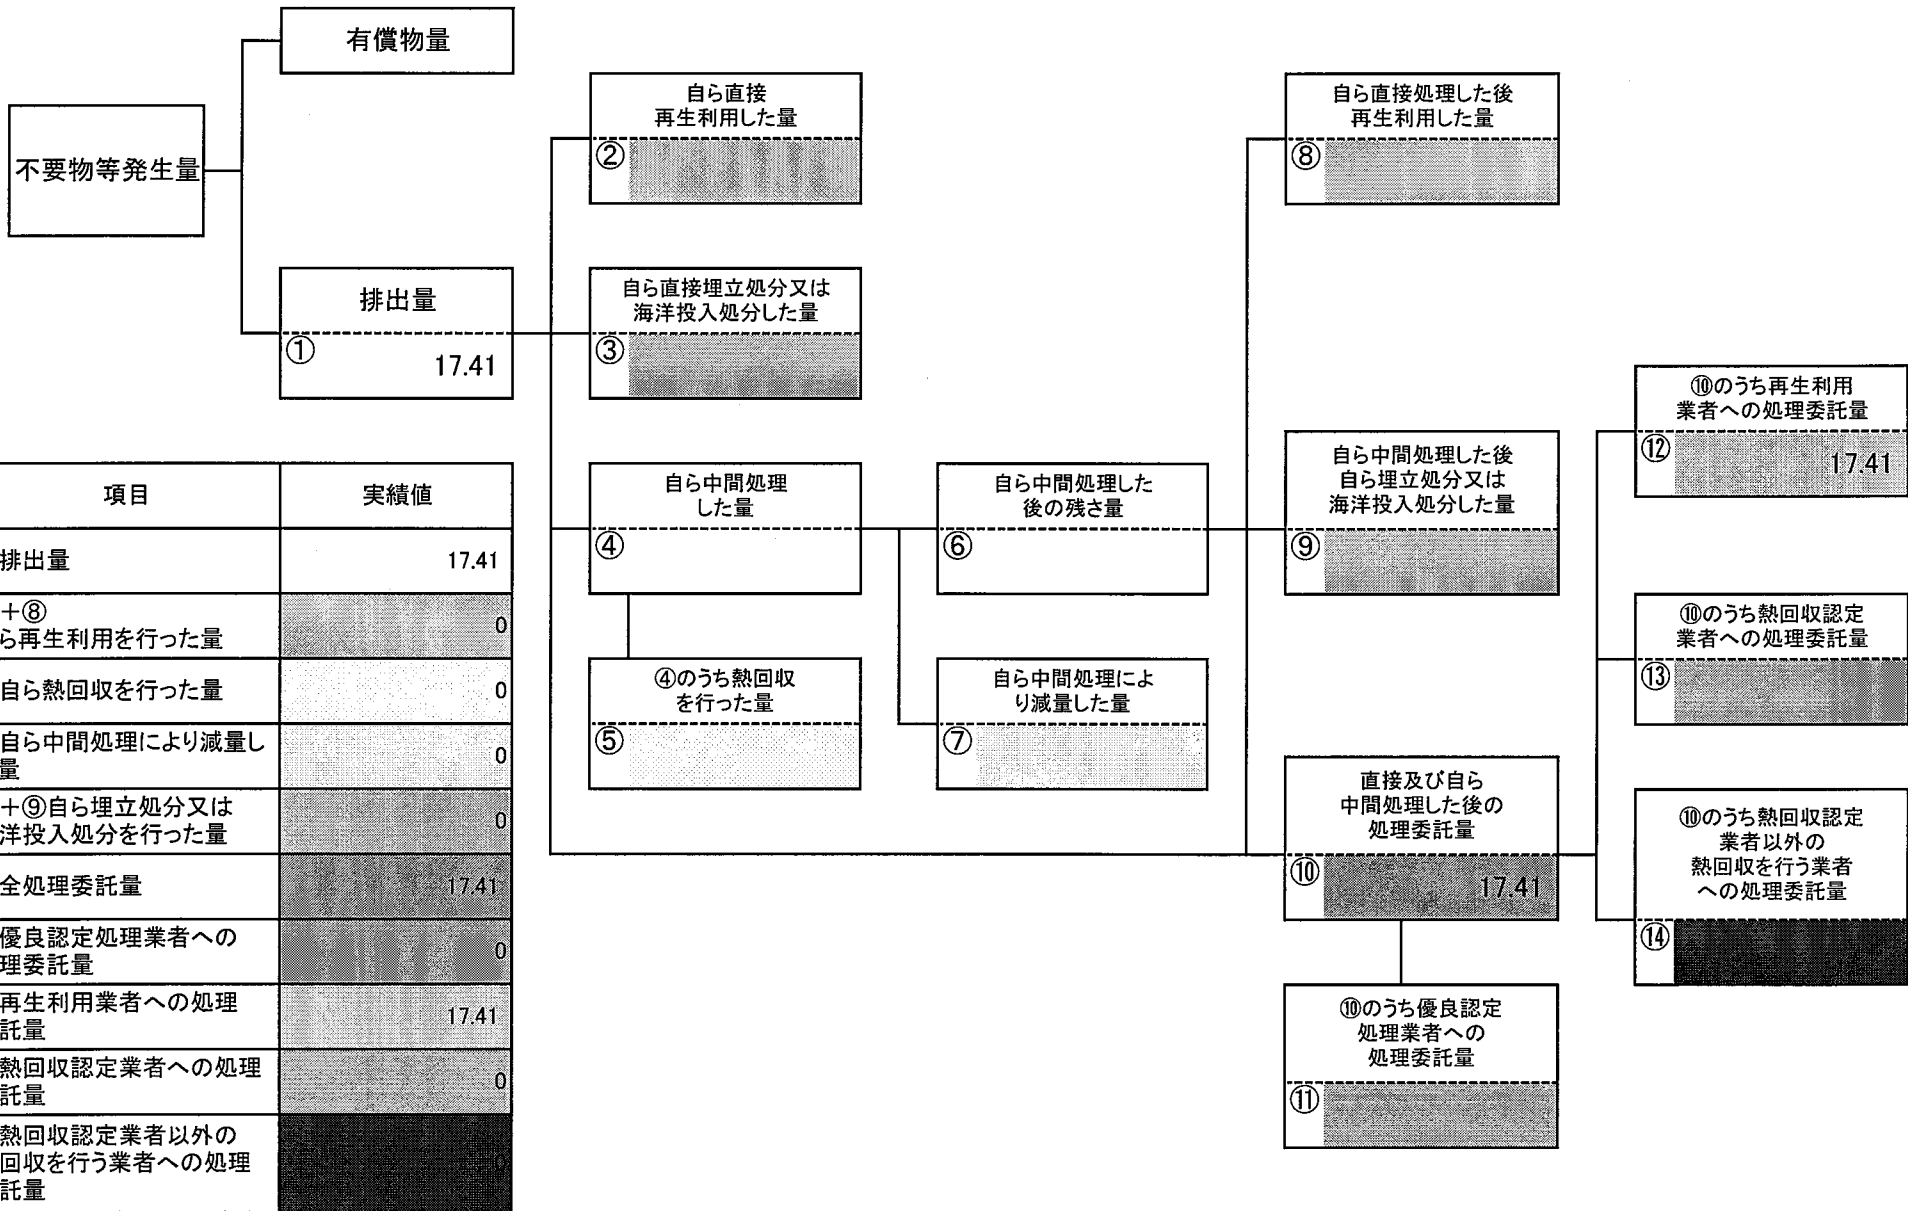 有償物量
不要物等発生量
排出量
①
17.41
自ら直接
再生利用した量
②
自ら直接埋立処分又は
海洋投入処分した量
③
自ら中間処理
した量
④
④のうち熱回収
を行った量
⑤
自ら中間処理した
後の残さ量
⑥
自ら中間処理によ
り減量した量
⑦
自ら直接処理した後
再生利用した量
⑧
自ら中間処理した後
自ら埋立処分又は
海洋投入処分した量
⑨
直接及び自ら
中間処理した後の
処理委託量
⑩
17.41
⑩のうち優良認定
処理業者への
処理委託量
⑪
⑩のうち再生利用
業者への処理委託量
⑫
17.41
⑩のうち熱回収認定
業者への処理委託量
⑬
⑩のうち熱回収認定
業者以外の
熱回収を行う業者
への処理委託量
⑭
項目
実績値
排出量
17.41
+⑧
ら再生利用を行った量
0
自ら熱回収を行った量
0
自ら中間処理により減量し
量
0
+⑨自ら埋立処分又は
洋投入処分を行った量
0
全処理委託量
17.41
優良認定処理業者への
理委託量
0
再生利用業者への処理
託量
17.41
熱回収認定業者への処理
託量
0
熱回収認定業者以外の
回収を行う業者への処理
託量
0